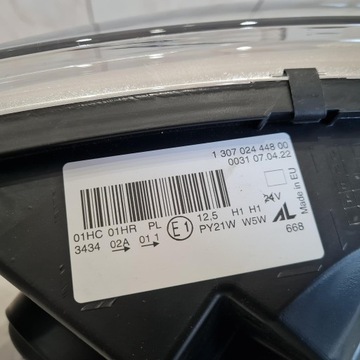 1 307 024 448 00
0031 07.04.22
01HC 01HR PL E1 12,5 H1 H1 24V
3434 02A 01.1 PY21W W5W 668
AL
Made in EU